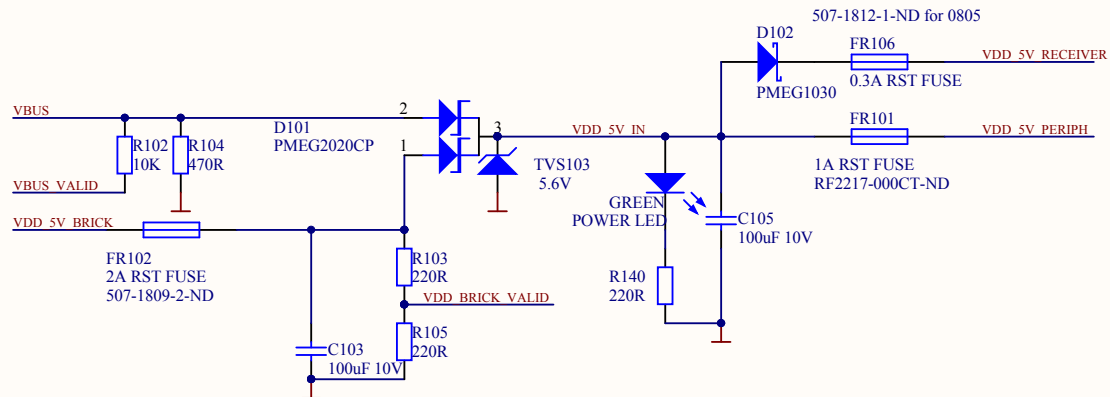 507-1812-1-ND for 0805
D102
FR106
VDD_5V_RECEIVER
PMEG1030
0.3A RST FUSE
VBUS
2
D101
PMEG2020CP
3
VDD_5V_IN
FR101
VDD_5V_PERIPH
R102
10K
R104
470R
1
TVS103
5.6V
1A RST FUSE
RF2217-000CT-ND
VBUS_VALID
GREEN
POWER LED
C105
100uF 10V
VDD_5V_BRICK
FR102
2A RST FUSE
507-1809-2-ND
R103
220R
R140
220R
VDD_BRICK_VALID
R105
220R
C103
100uF 10V